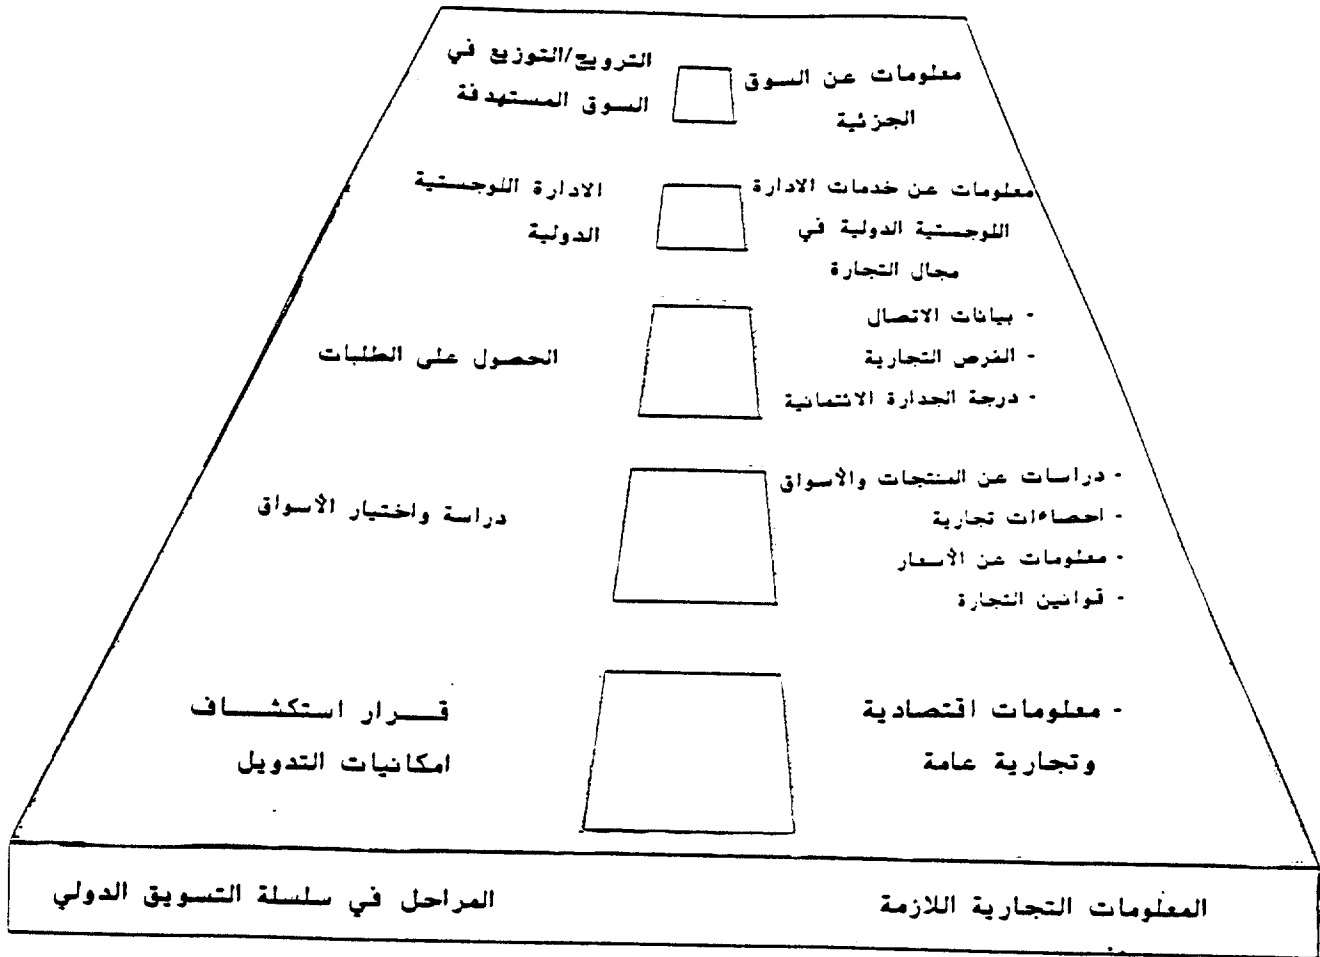 معلومات عن السوق
الجزئية
الترويج/التوزيع في
السوق المستهدفة
معلومات عن خدمات الادارة
اللوجستية الدولية في
مجال التجارة
الادارة اللوجستية
الدولية
- بيانات الاتصال
- الفرص التجارية
- درجة الجدارة الائتمانية
الحصول على الطلبات
- دراسات عن المنتجات والأسواق
- احصاءات تجارية
- معلومات عن الأسعار
- قوانين التجارة
دراسة واختيار الأسواق
- معلومات اقتصادية
وتجارية عامة
قـــرار استكشـــاف
امكانيات التدويل
المعلومات التجارية اللازمة
المراحل في سلسلة التسويق الدولي